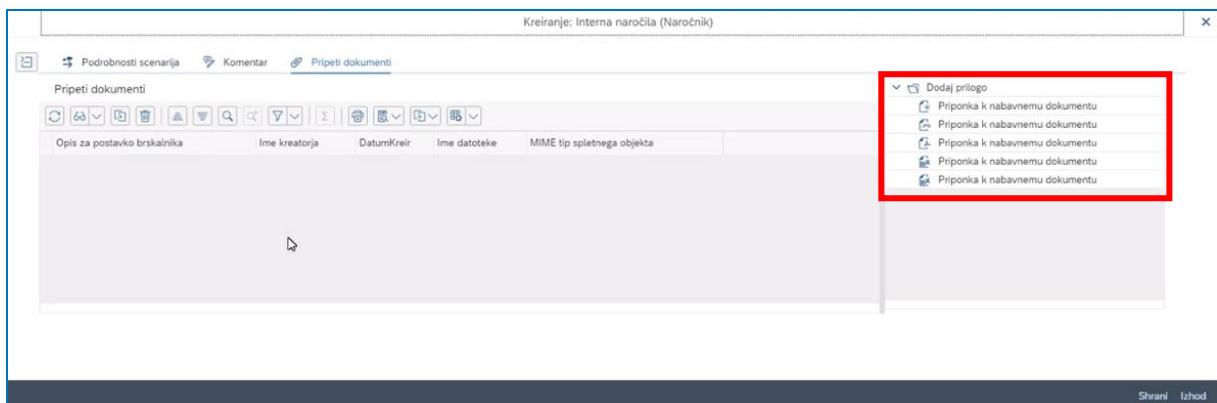 Kreiranje: Interna naročila (Naročnik)
Podrobnosti scenarija Komentar Pripeti dokumenti
Pripeti dokumenti
Opis za postavko brskalnika Ime kreatorja DatumKreir Ime datoteke MIME tip spletnega objekta
Dodaj prilogo
Priponka k nabavnemu dokumentu
Priponka k nabavnemu dokumentu
Priponka k nabavnemu dokumentu
Priponka k nabavnemu dokumentu
Priponka k nabavnemu dokumentu
Shrani Izhod